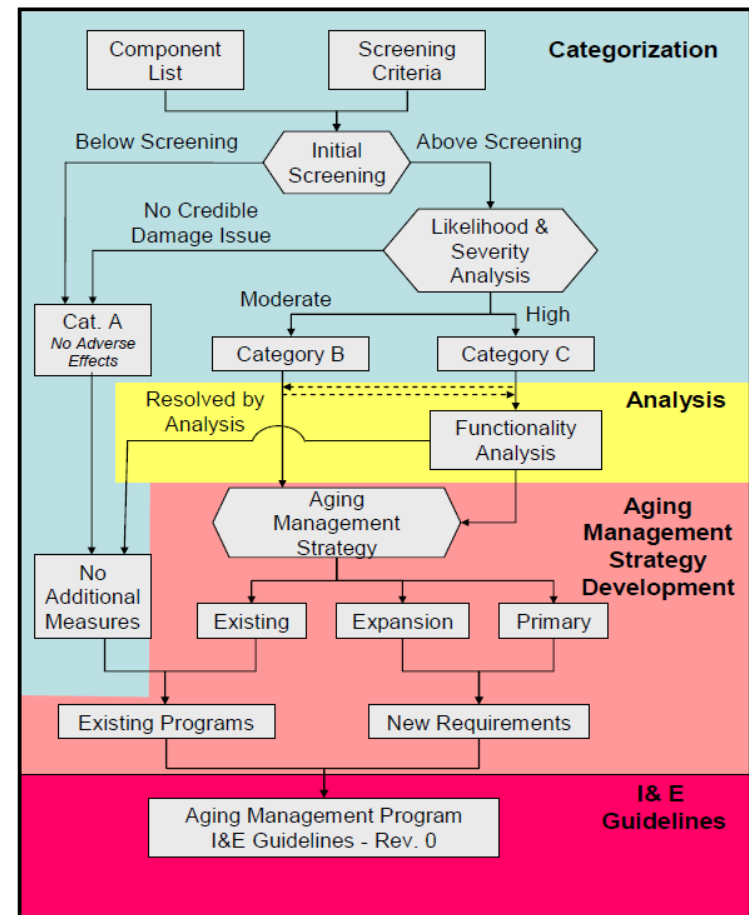 Component
List
Screening
Criteria
Categorization
Below Screening
Initial
Screening
Above Screening
No Credible
Damage Issue
Likelihood &
Severity
Analysis
Moderate
High
Cat. A
No Adverse
Effects
Category B
Category C
Resolved by
Analysis
Functionality
Analysis
Analysis
Aging
Management
Strategy
Aging
Management
Strategy
Development
No
Additional
Measures
Existing
Expansion
Primary
Existing Programs
New Requirements
Aging Management Program
I&E Guidelines - Rev. 0
I& E
Guidelines